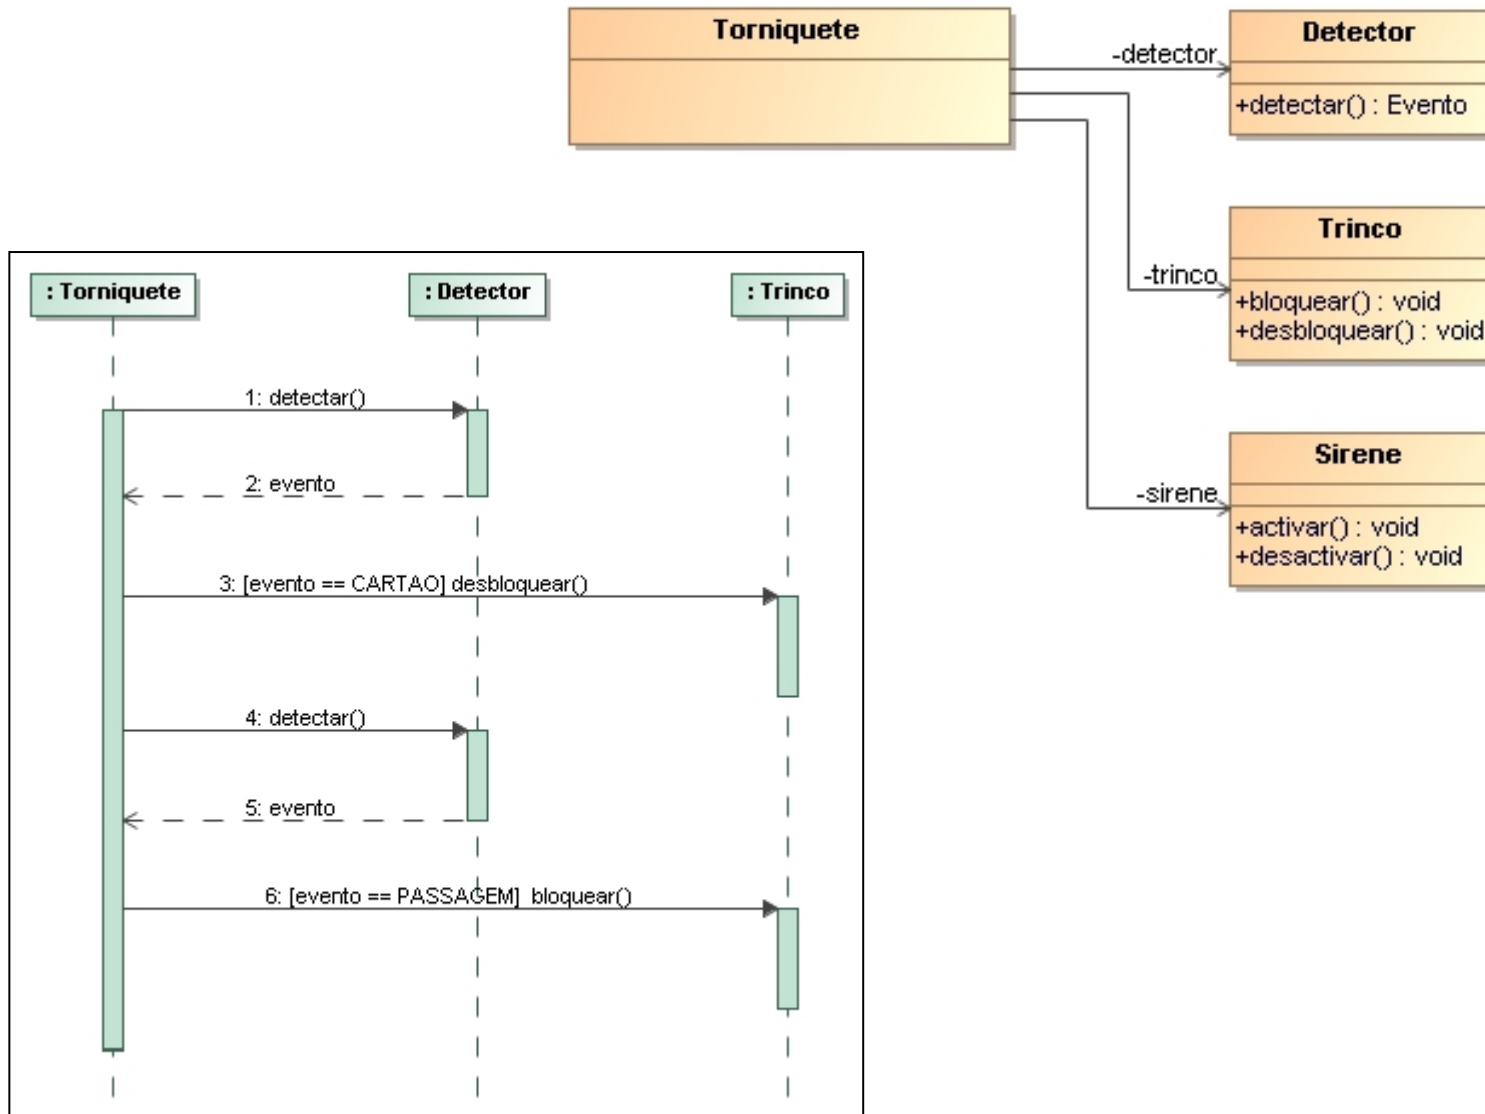 Torniquete
-detector
Detector
+detectar() : Evento
-trinco
Trinco
+bloquear() : void
+desbloquear() : void
-sirene
Sirene
+activar() : void
+desactivar() : void
: Torniquete
: Detector
: Trinco
1: detectar()
2: evento
3: [evento == CARTAO] desbloquear()
4: detectar()
5: evento
6: [evento == PASSAGEM] bloquear()